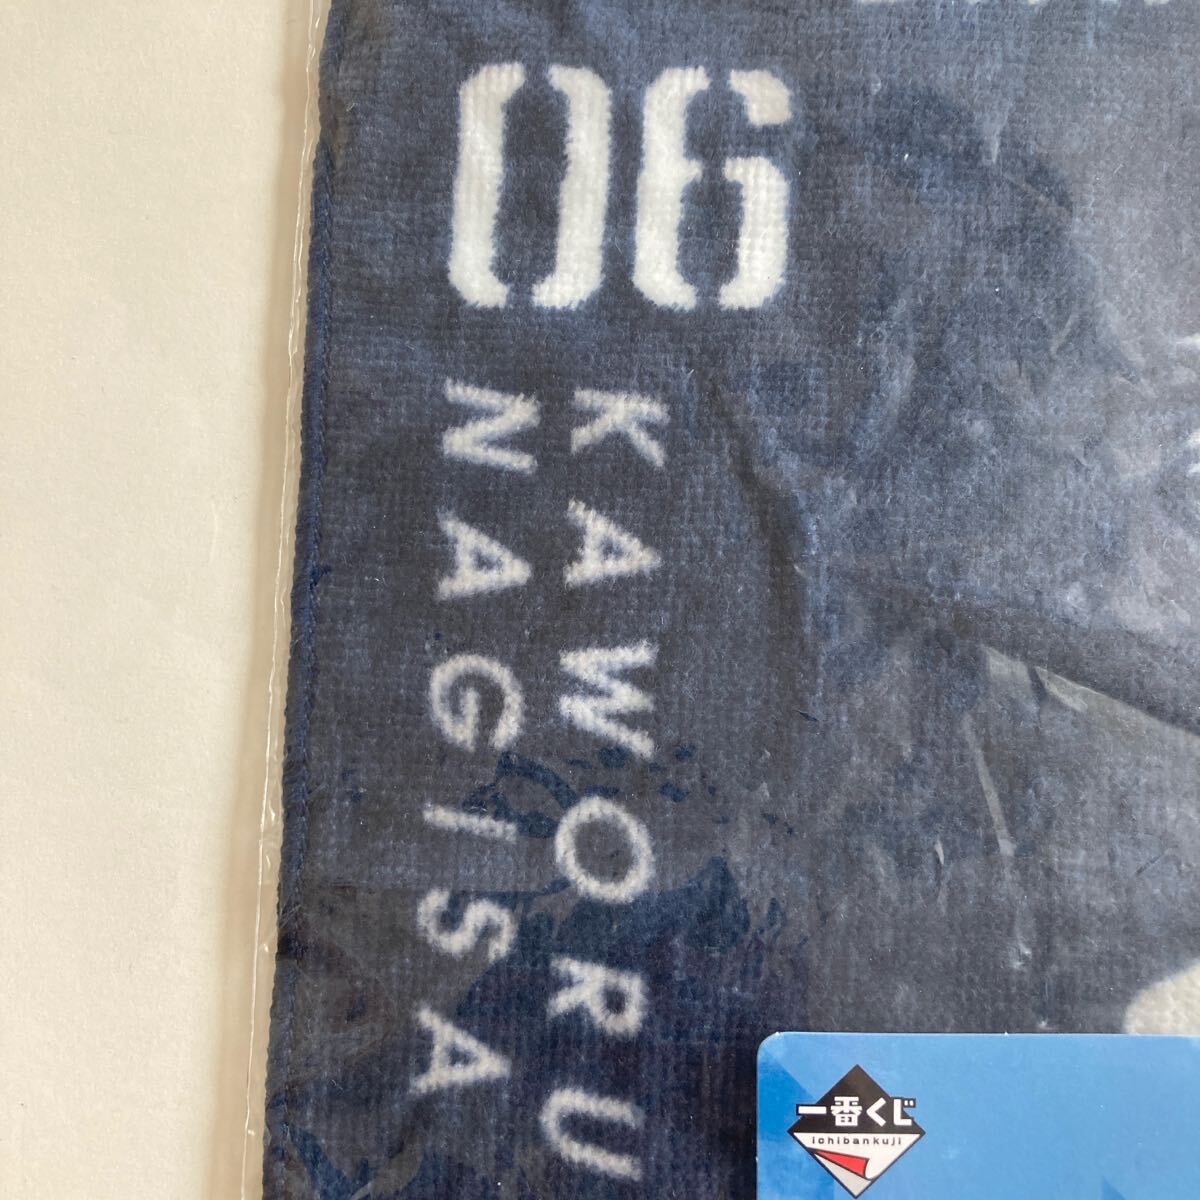 06
KAWORU
NAGISA
一番くじ
ichibankuji